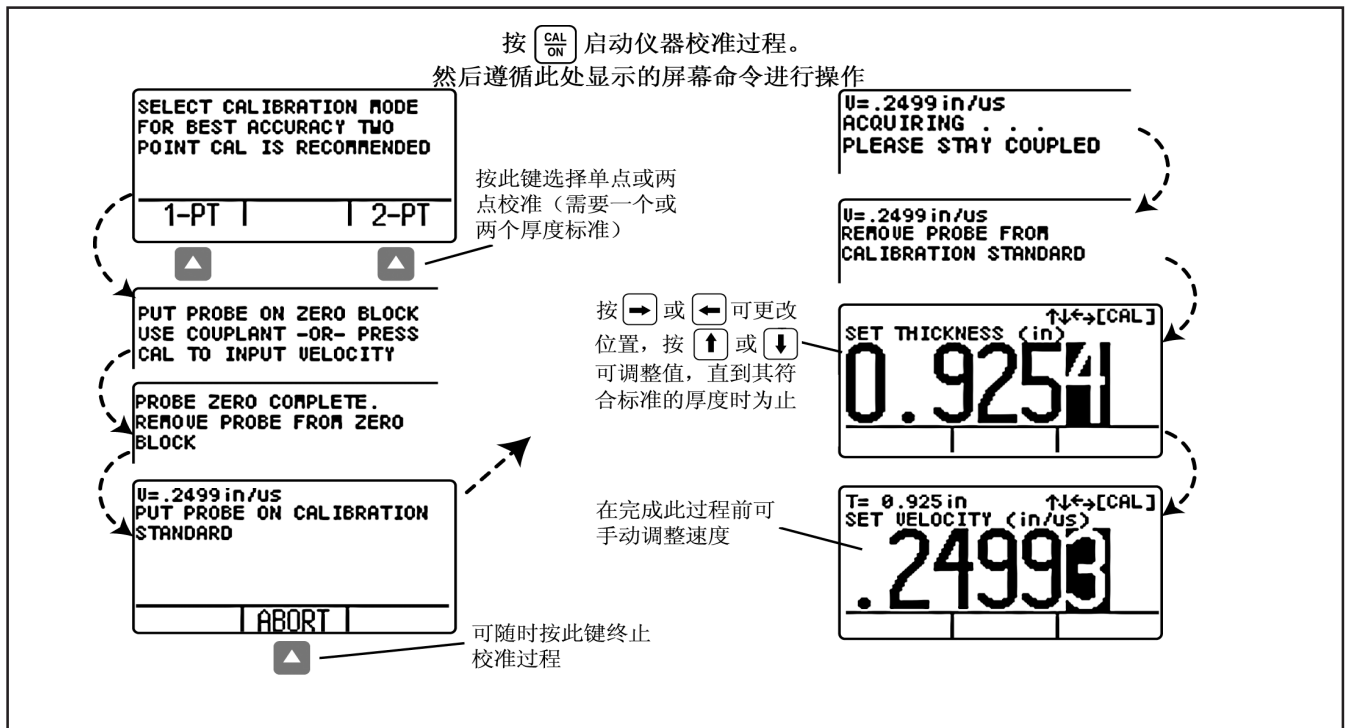 按 CAL ON 启动仪器校准过程。
然后遵循此处显示的屏幕命令进行操作
SELECT CALIBRATION MODE
FOR BEST ACCURACY TWO
POINT CAL IS RECOMMENDED
1-PT 2-PT
按此键选择单点或两
点校准（需要一个或
两个厚度标准）
PUT PROBE ON ZERO BLOCK
USE COUPLANT -OR- PRESS
CAL TO INPUT VELOCITY
PROBE ZERO COMPLETE.
REMOVE PROBE FROM ZERO
BLOCK
V=.2499in/us
PUT PROBE ON CALIBRATION
STANDARD
ABORT
可随时按此键终止
校准过程
V=.2499in/us
ACQUIRING . . .
PLEASE STAY COUPLED
V=.2499in/us
REMOVE PROBE FROM
CALIBRATION STANDARD
按 → 或 ← 可更改
位置，按 ↑ 或 ↓
可调整值，直到其符
合标准的厚度时为止
↑↓←→[CAL]
SET THICKNESS (in)
0.9254
在完成此过程前可
手动调整速度
T= 0.925in ↑↓←→[CAL]
SET VELOCITY (in/us)
.24993